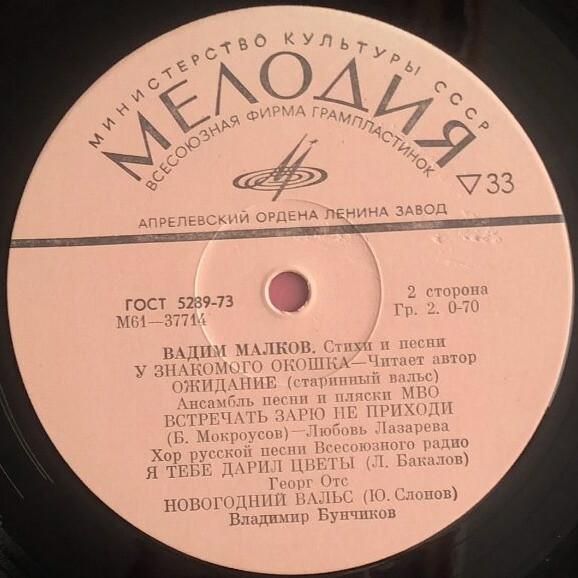 МИНИСТЕРСТВО КУЛЬТУРЫ СССР
МЕЛОДИЯ
ВСЕСОЮЗНАЯ ФИРМА ГРАМПЛАСТИНОК
▽33
АПРЕЛЕВСКИЙ ОРДЕНА ЛЕНИНА ЗАВОД
ГОСТ 5289-73
М61—37714
2 сторона
Гр. 2. 0-70
ВАДИМ МАЛКОВ. Стихи и песни
У ЗНАКОМОГО ОКОШКА—Читает автор
ОЖИДАНИЕ (старинный вальс)
Ансамбль песни и пляски МВО
ВСТРЕЧАТЬ ЗАРЮ НЕ ПРИХОДИ
(Б. Мокроусов)—Любовь Лазарева
Хор русской песни Всесоюзного радио
Я ТЕБЕ ДАРИЛ ЦВЕТЫ (Л. Бакалов)
Георг Отс
НОВОГОДНИЙ ВАЛЬС (Ю. Слонов)
Владимир Бунчиков